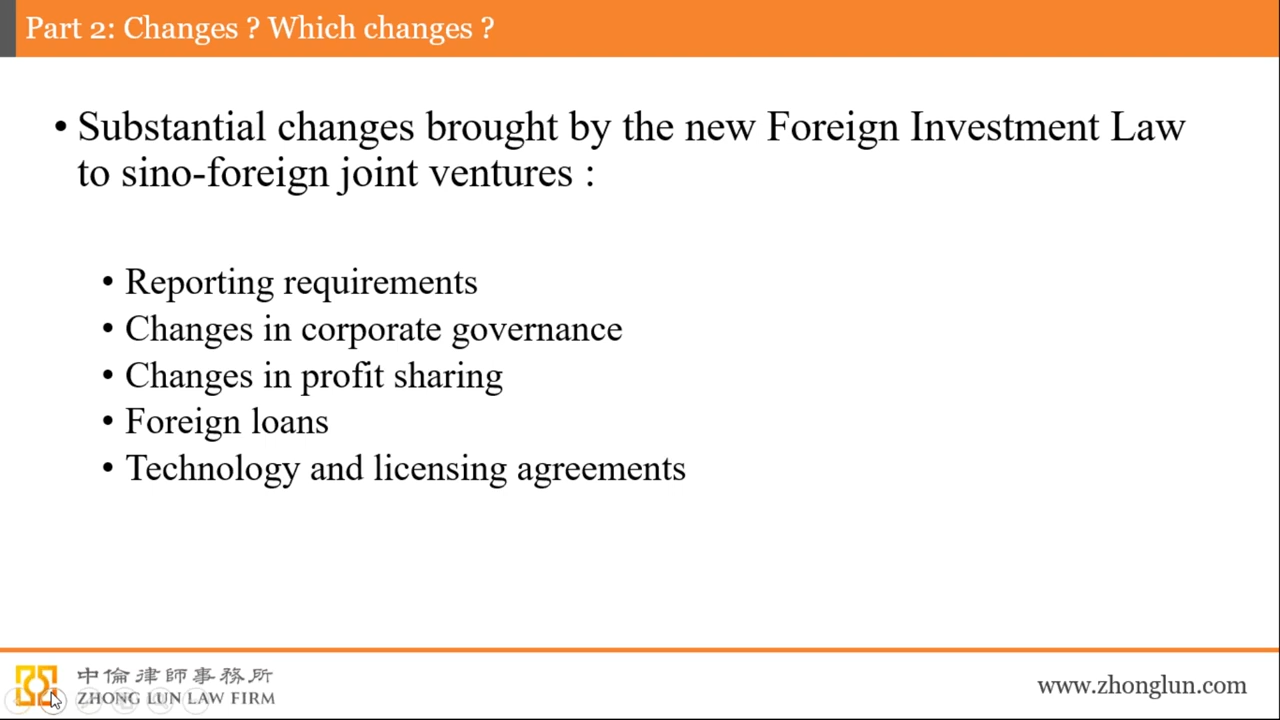 Part 2: Changes ? Which changes ?
• Substantial changes brought by the new Foreign Investment Law
to sino-foreign joint ventures :
• Reporting requirements
• Changes in corporate governance
• Changes in profit sharing
• Foreign loans
• Technology and licensing agreements
中倫律師事務所
ZHONG LUN LAW FIRM
www.zhonglun.com